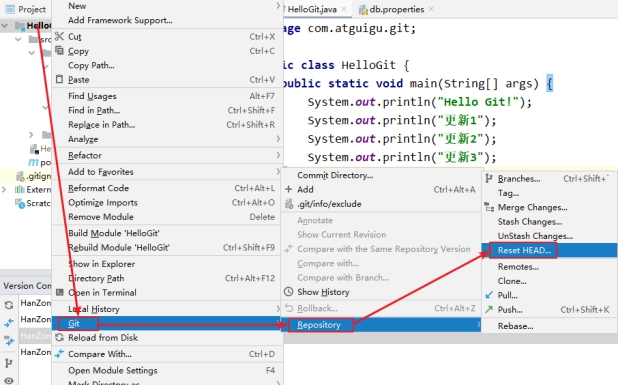 Project
HelloGit.java
db.properties
HelloG
src
He
po
.gitign
Extern
Scratc
Version Con
HanZon
HanZon
HanZon
HanZon
New
Add Framework Support...
Cut Ctrl+X
Copy Ctrl+C
Copy Path...
Paste Ctrl+V
Find Usages Alt+F7
Find in Path... Ctrl+Shift+F
Replace in Path... Ctrl+Shift+R
Analyze
Refactor
Add to Favorites
Reformat Code Ctrl+Alt+L
Optimize Imports Ctrl+Alt+O
Remove Module Delete
Build Module 'HelloGit'
Rebuild Module 'HelloGit' Ctrl+Shift+F9
Show in Explorer
Directory Path Ctrl+Alt+F12
Open in Terminal
Local History
Git
Reload from Disk
Compare With... Ctrl+D
Open Module Settings F4
Mark Directory as
age com.atguigu.git;
ic class HelloGit {
public static void main(String[] args) {
System.out.println("Hello Git!");
System.out.println("更新1");
System.out.println("更新2");
System.out.println("更新3");
Commit Directory...
Add Ctrl+Alt+A
.git/info/exclude
Annotate
Show Current Revision
Compare with the Same Repository Version
Compare with...
Compare with Branch...
Show History
Rollback... Ctrl+Alt+Z
Repository
Branches... Ctrl+Shift+`
Tag...
Merge Changes...
Stash Changes...
UnStash Changes...
Reset HEAD...
Remotes...
Clone...
Pull...
Push... Ctrl+Shift+K
Rebase...